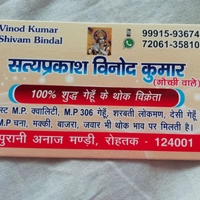 Vinod Kumar
Shivam Bindal
99915-93674
72061-35810
सत्यप्रकाश विनोद कुमार
(गोच्छी वाले)
100% शुद्ध गेहूँ के थोक विक्रेता
स्ट M.P. क्वालिटी, M.P 306 गेहूँ, शरबती लोकमण, देसी गेहूँ
M.P चना, मक्की, बाजरा, जवार भी थोक भाव पर मिलती है।
पुरानी अनाज मण्डी, रोहतक - 124001